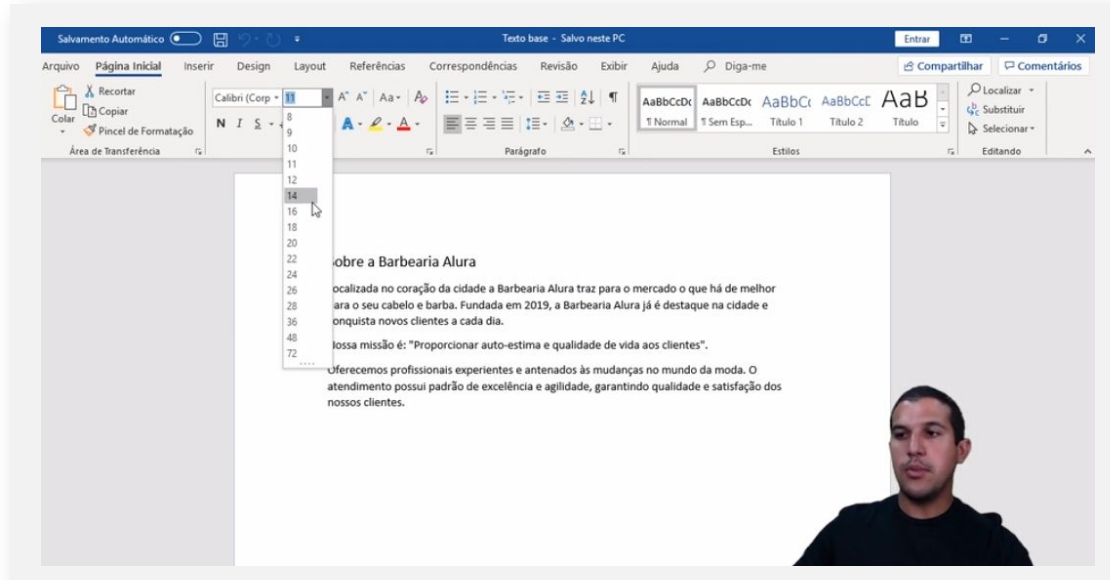 Salvamento Automático
Texto base - Salvo neste PC
Entrar
Arquivo Página Inicial Inserir Design Layout Referências Correspondências Revisão Exibir Ajuda Diga-me Compartilhar Comentários
Colar
Recortar
Copiar
Pincel de Formatação
Área de Transferência
Calibri (Corp 11
N I S
Aa
Parágrafo
AaBbCcDc AaBbCcDc AaBbCc AaBbCcD AaB
¶ Normal ¶ Sem Esp... Título 1 Título 2 Título
Estilos
Localizar
Substituir
Selecionar
Editando
8
9
10
11
12
14
16
18
20
22
24
26
28
36
48
72
obre a Barbearia Alura
ocalizada no coração da cidade a Barbearia Alura traz para o mercado o que há de melhor
ara o seu cabelo e barba. Fundada em 2019, a Barbearia Alura já é destaque na cidade e
onquista novos clientes a cada dia.
Nossa missão é: "Proporcionar auto-estima e qualidade de vida aos clientes".
Oferecemos profissionais experientes e antenados às mudanças no mundo da moda. O
atendimento possui padrão de excelência e agilidade, garantindo qualidade e satisfação dos
nossos clientes.